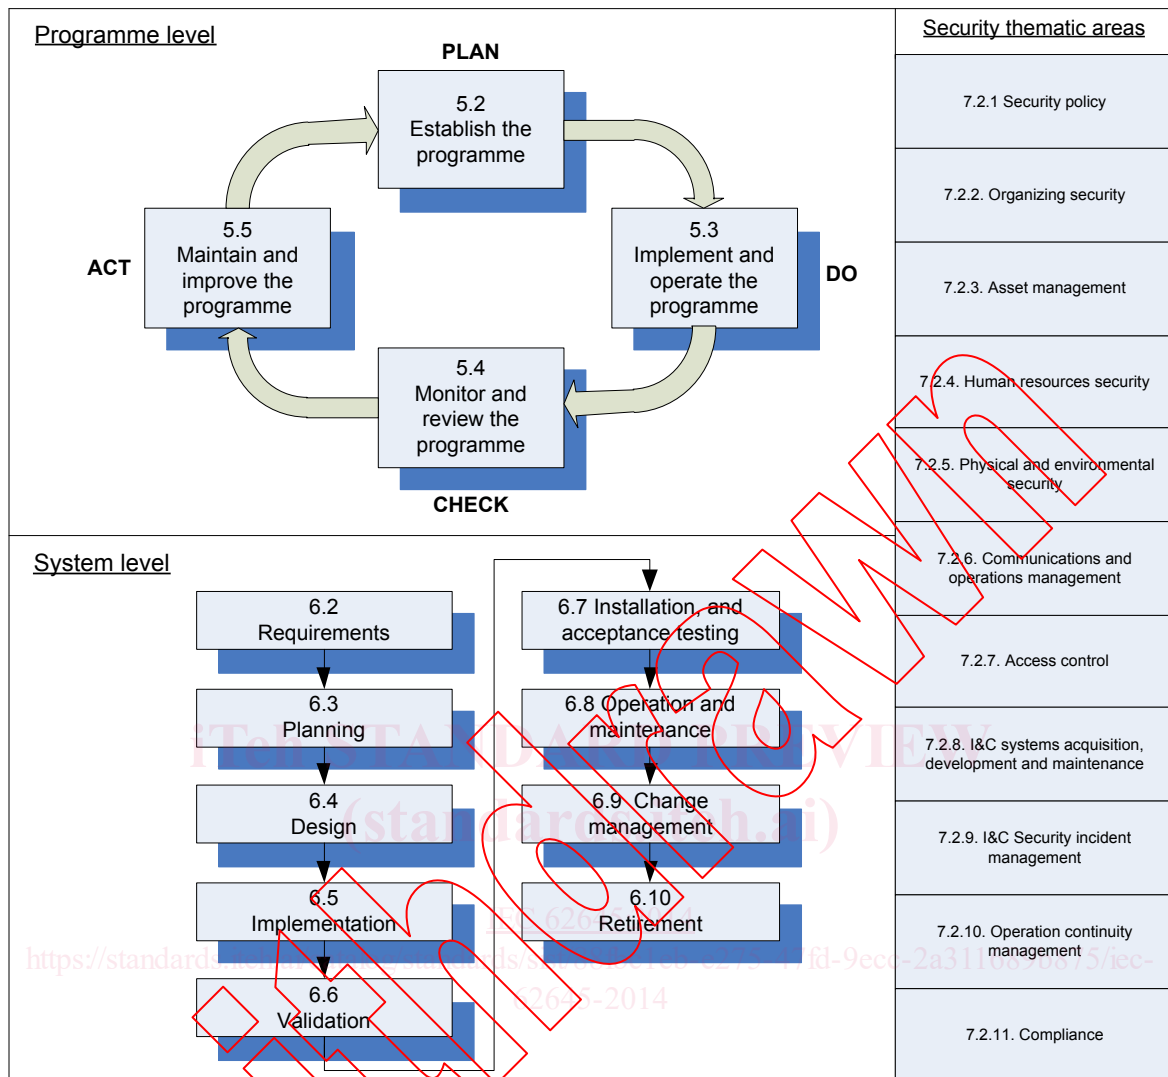 Programme level
PLAN
5.2
Establish the
programme
5.5
Maintain and
improve the
programme
ACT
5.3
Implement and
operate the
programme
DO
5.4
Monitor and
review the
programme
CHECK
System level
6.2
Requirements
6.3
Planning
6.4
Design
6.5
Implementation
6.6
Validation
6.7 Installation, and
acceptance testing
6.8 Operation and
maintenance
6.9 Change
management
6.10
Retirement
Security thematic areas
7.2.1 Security policy
7.2.2. Organizing security
7.2.3. Asset management
7.2.4. Human resources security
7.2.5. Physical and environmental
security
7.2.6. Communications and
operations management
7.2.7. Access control
7.2.8. I&C systems acquisition,
development and maintenance
7.2.9. I&C Security incident
management
7.2.10. Operation continuity
management
7.2.11. Compliance
iTeh STANDARD PREVIEW
(standards.iteh.ai)
IEC 62645:2014
62645-2014
Withdrawn